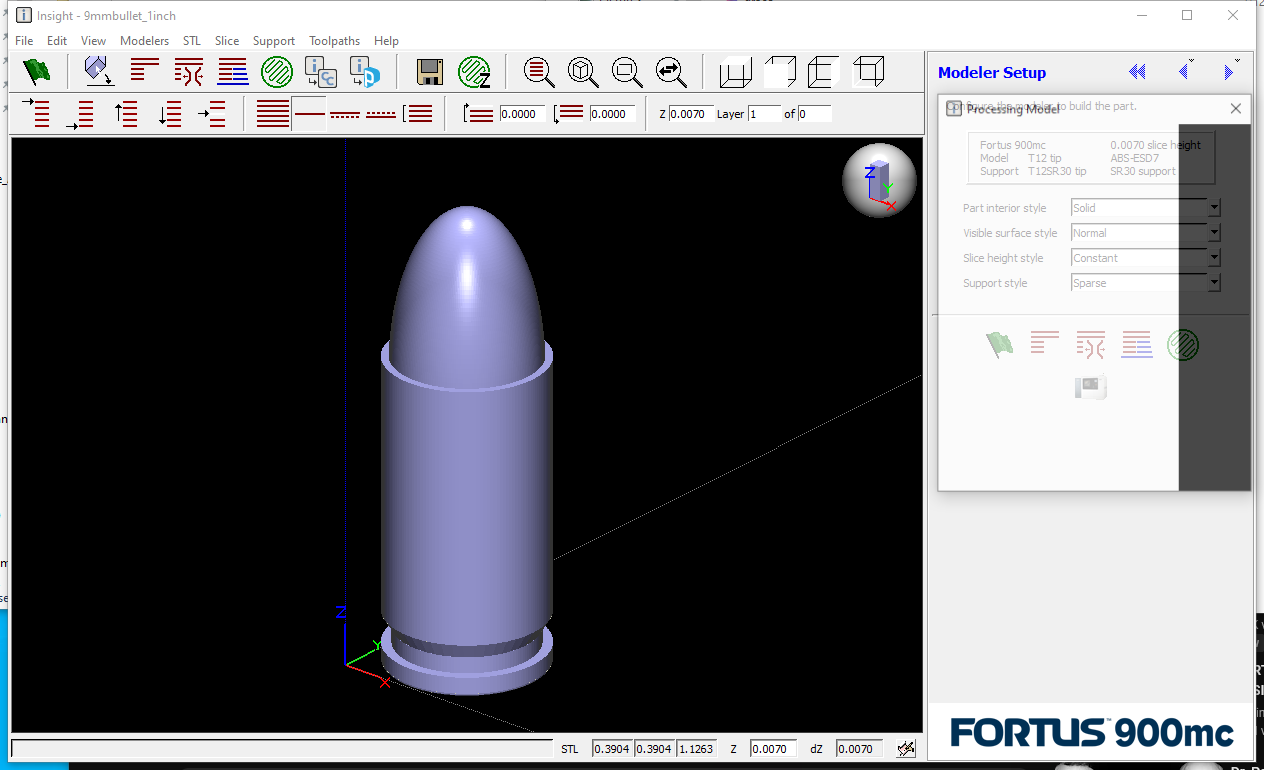 Insight - 9mmbullet_1inch
File Edit View Modelers STL Slice Support Toolpaths Help
0.0000 0.0000 Z 0.0070 Layer 1 of 0
Modeler Setup
Configure the modeler to build the part.
Processing Model
Fortus 900mc 0.0070 slice height
Model T12 tip ABS-ESD7
Support T12SR30 tip SR30 support
Part interior style Solid
Visible surface style Normal
Slice height style Constant
Support style Sparse
Z
Y
X
Z
Y
X
FORTUS™ 900mc
STL 0.3904 0.3904 1.1263 Z 0.0070 dZ 0.0070